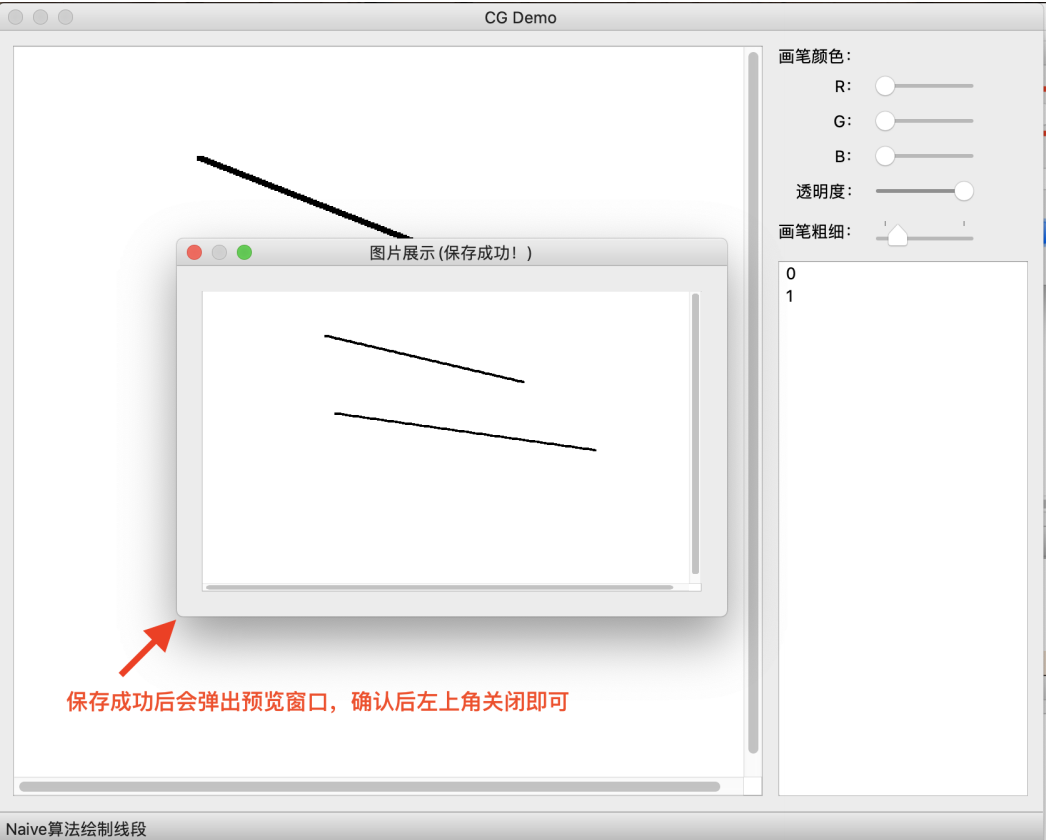 CG Demo
画笔颜色:
R:
G:
B:
透明度:
画笔粗细:
0
1
图片展示(保存成功！)
保存成功后会弹出预览窗口，确认后左上角关闭即可
Naive算法绘制线段